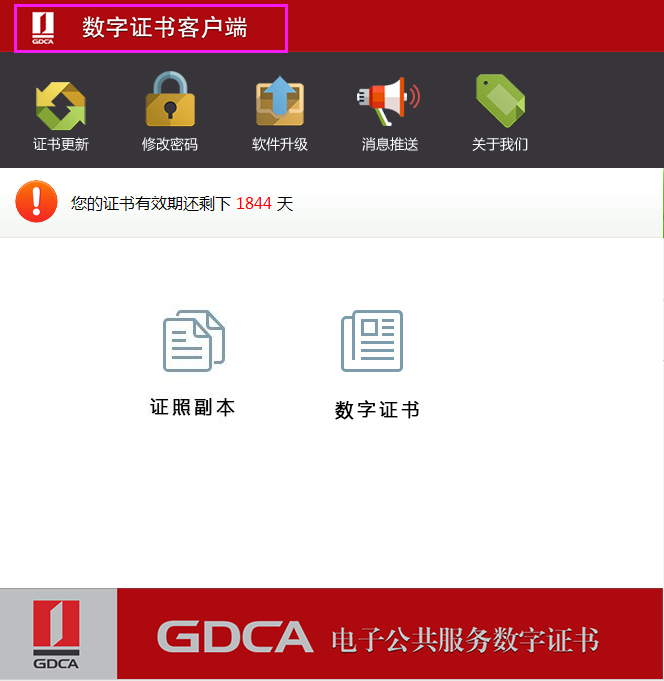 GDCA 数字证书客户端
证书更新 修改密码 软件升级 消息推送 关于我们
您的证书有效期还剩下 1844 天
证照副本 数字证书
GDCA GDCA 电子公共服务数字证书